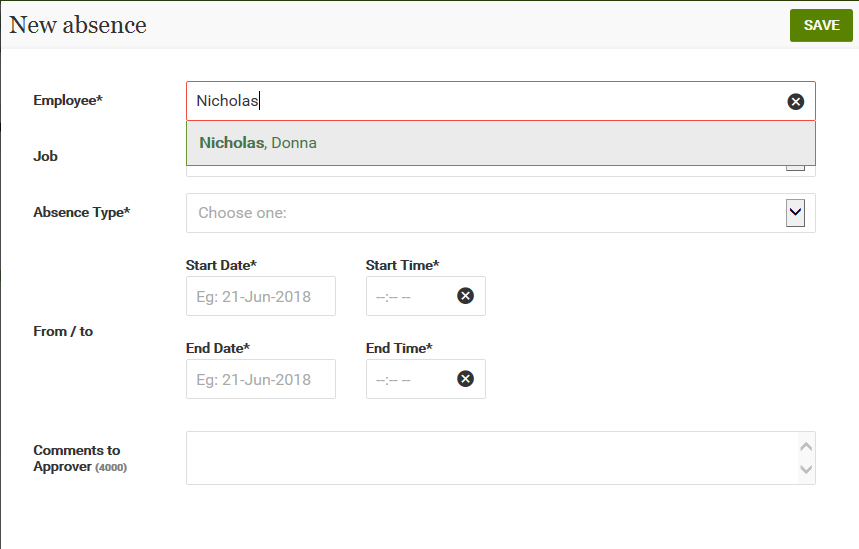 New absence
SAVE
Employee*
Nicholas
Nicholas, Donna
Job
Absence Type*
Choose one:
Start Date*
Start Time*
Eg: 21-Jun-2018
--:-- --
From / to
End Date*
End Time*
Eg: 21-Jun-2018
--:-- --
Comments to
Approver (4000)